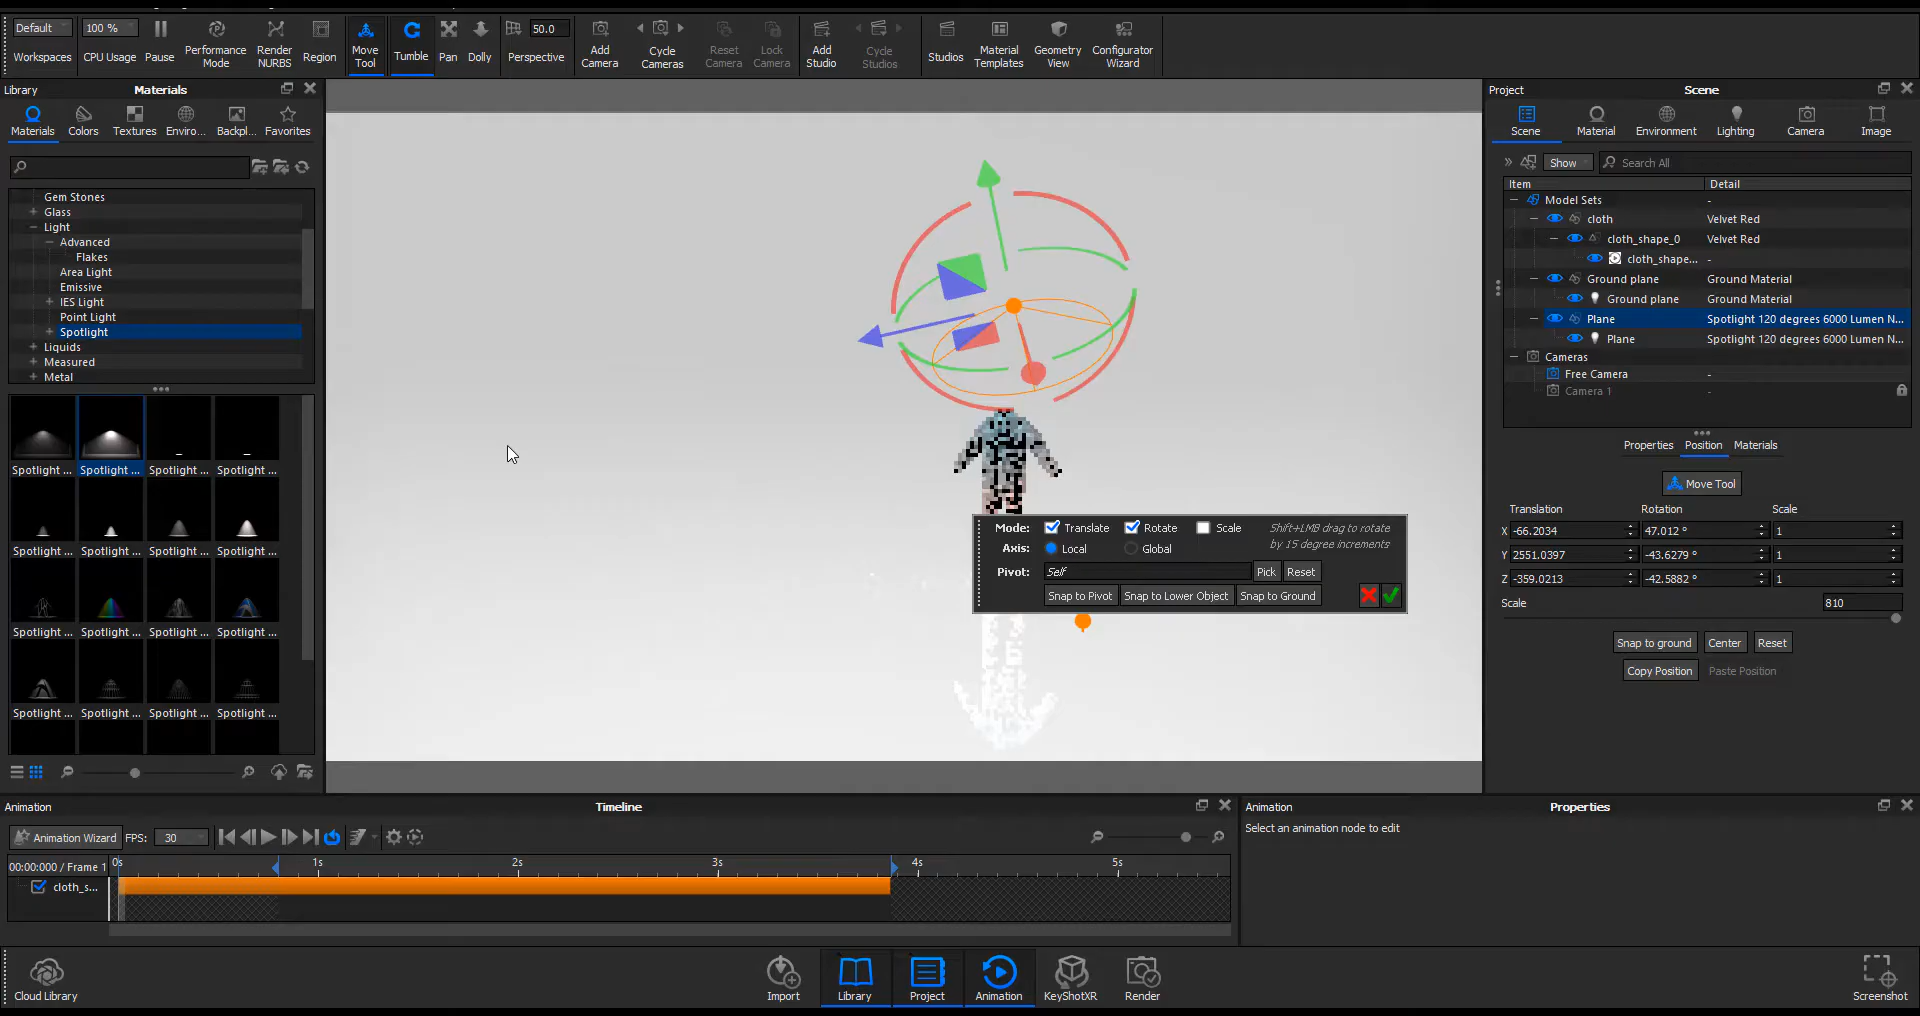 Default
100 %
50.0
Workspaces
CPU Usage
Pause
Performance
Mode
Render
NURBS
Region
Move
Tool
Tumble
Pan
Dolly
Perspective
Add
Camera
Cycle
Cameras
Reset
Camera
Lock
Camera
Add
Studio
Cycle
Studios
Studios
Material
Templates
Geometry
View
Configurator
Wizard
Library
Materials
Materials
Colors
Textures
Enviro...
Backpl...
Favorites
Gem Stones
Glass
Light
Advanced
Flakes
Area Light
Emissive
IES Light
Point Light
Spotlight
Liquids
Measured
Metal
Spotlight ... Spotlight ... Spotlight ... Spotlight ...
Spotlight ... Spotlight ... Spotlight ... Spotlight ...
Spotlight ... Spotlight ... Spotlight ... Spotlight ...
Spotlight ... Spotlight ... Spotlight ... Spotlight ...
Mode: Translate Rotate Scale
Shift+LMB drag to rotate
by 15 degree increments
Axis: Local Global
Pivot: Self Pick Reset
Snap to Pivot Snap to Lower Object Snap to Ground
Project
Scene
Scene
Material
Environment
Lighting
Camera
Image
Show
Search All
Item Detail
Model Sets -
cloth Velvet Red
cloth_shape_0 Velvet Red
cloth_shape... -
Ground plane Ground Material
Ground plane Ground Material
Plane Spotlight 120 degrees 6000 Lumen N...
Plane Spotlight 120 degrees 6000 Lumen N...
Cameras
Free Camera -
Camera 1 -
Properties Position Materials
Move Tool
Translation Rotation Scale
X -66.2034 47.012 ° 1
Y 2551.0397 -43.6279 ° 1
Z -359.0213 -42.5882 ° 1
Scale 810
Snap to ground Center Reset
Copy Position Paste Position
Animation
Timeline
Animation Wizard FPS: 30
00:00:000 / Frame 1 0s 1s 2s 3s 4s 5s
cloth_s...
Animation
Properties
Select an animation node to edit
Cloud Library
Import
Library
Project
Animation
KeyShotXR
Render
Screenshot